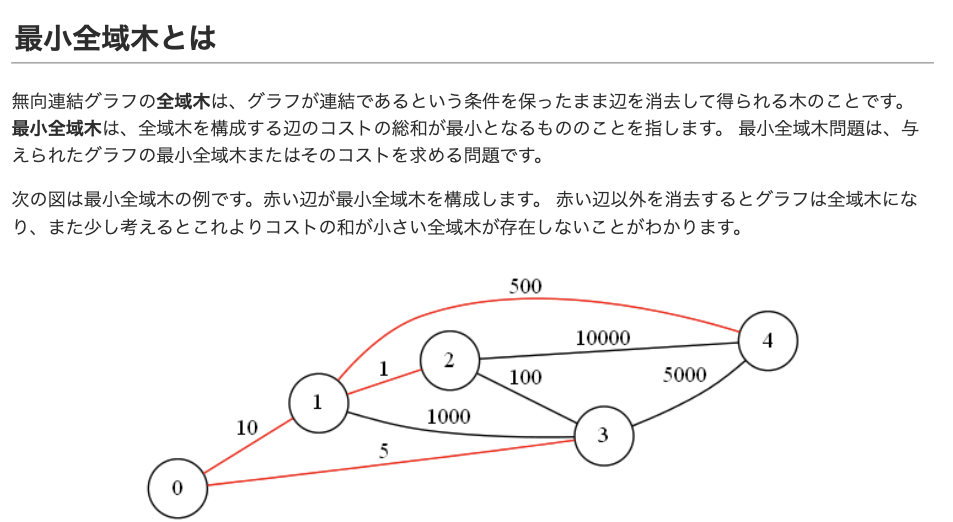 最小全域木とは
無向連結グラフの全域木は、グラフが連結であるという条件を保ったまま辺を消去して得られる木のことです。
最小全域木は、全域木を構成する辺のコストの総和が最小となるもののことを指します。 最小全域木問題は、与
えられたグラフの最小全域木またはそのコストを求める問題です。
次の図は最小全域木の例です。赤い辺が最小全域木を構成します。 赤い辺以外を消去するとグラフは全域木にな
り、また少し考えるとこれよりコストの和が小さい全域木が存在しないことがわかります。
500
10000
4
2
1
100
5000
1
1000
10
3
5
0